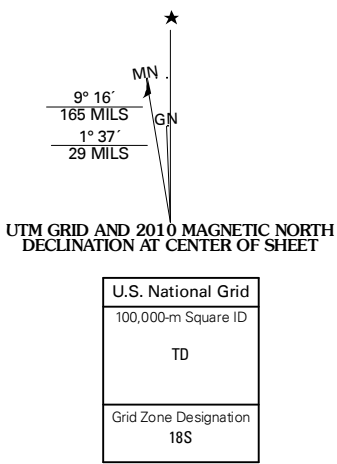 ★
MN
GN
9° 16´
165 MILS
1° 37´
29 MILS
UTM GRID AND 2010 MAGNETIC NORTH
DECLINATION AT CENTER OF SHEET
U.S. National Grid
100,000-m Square ID
TD
Grid Zone Designation
18S